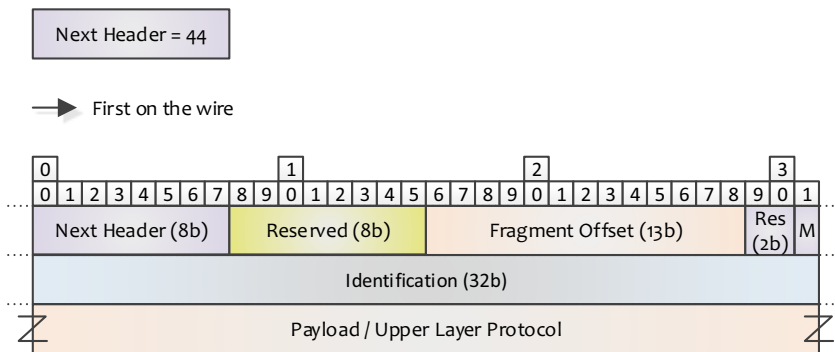 Next Header = 44
First on the wire
0 1 2 3
0 1 2 3 4 5 6 7 8 9 0 1 2 3 4 5 6 7 8 9 0 1 2 3 4 5 6 7 8 9 0 1
Next Header (8b) Reserved (8b) Fragment Offset (13b) Res (2b) M
Identification (32b)
Payload / Upper Layer Protocol